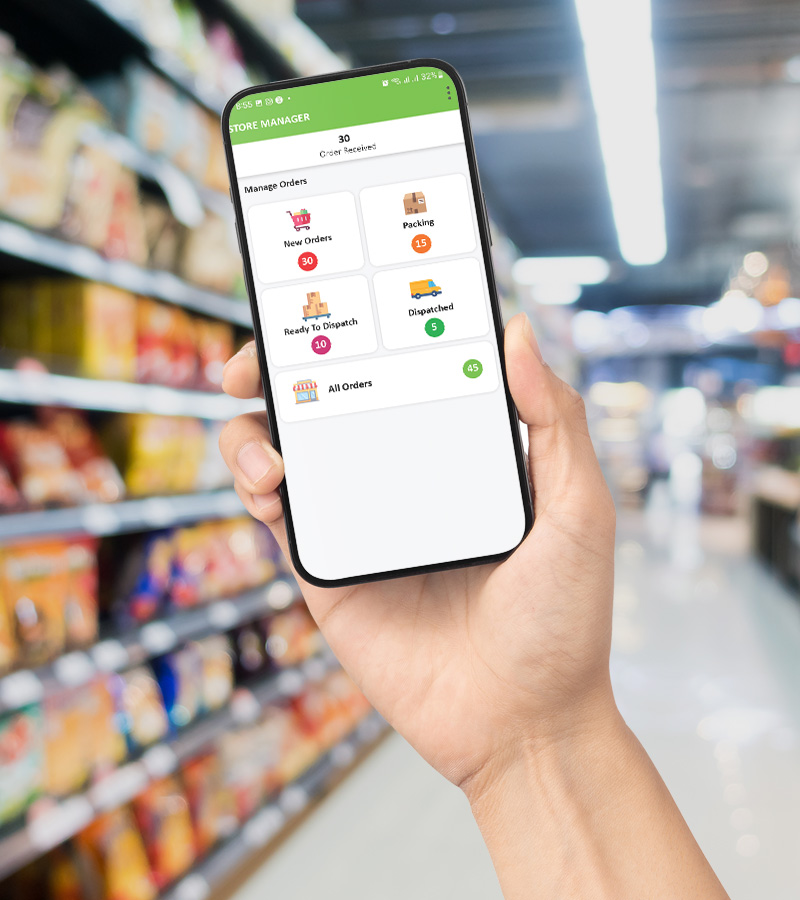 8:55 32%
STORE MANAGER
30
Order Received
Manage Orders
New Orders
30
Packing
15
Ready To Dispatch
10
Dispatched
5
All Orders
45